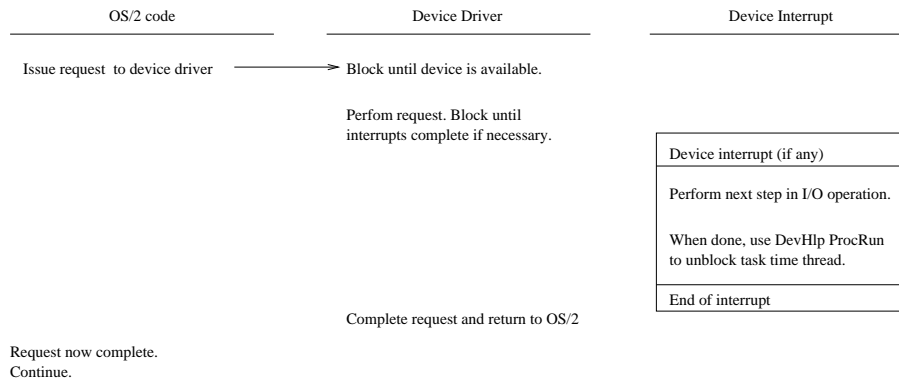 OS/2 code
Device Driver
Device Interrupt
Issue request to device driver
Block until device is available.
Perfom request. Block until
interrupts complete if necessary.
Device interrupt (if any)
Perform next step in I/O operation.
When done, use DevHlp ProcRun
to unblock task time thread.
End of interrupt
Complete request and return to OS/2
Request now complete.
Continue.